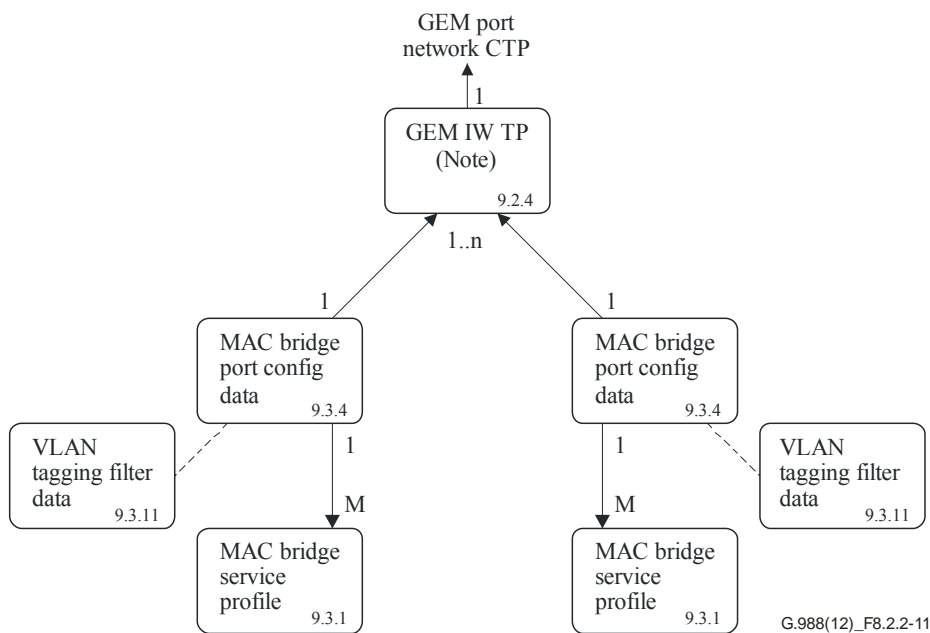 GEM port
network CTP
1
GEM IW TP
(Note)
9.2.4
1..n
1
1
MAC bridge
port config
data
9.3.4
MAC bridge
port config
data
9.3.4
VLAN
tagging filter
data
9.3.11
1
1
VLAN
tagging filter
data
9.3.11
M
M
MAC bridge
service
profile
9.3.1
MAC bridge
service
profile
9.3.1
G.988(12)_F8.2.2-11